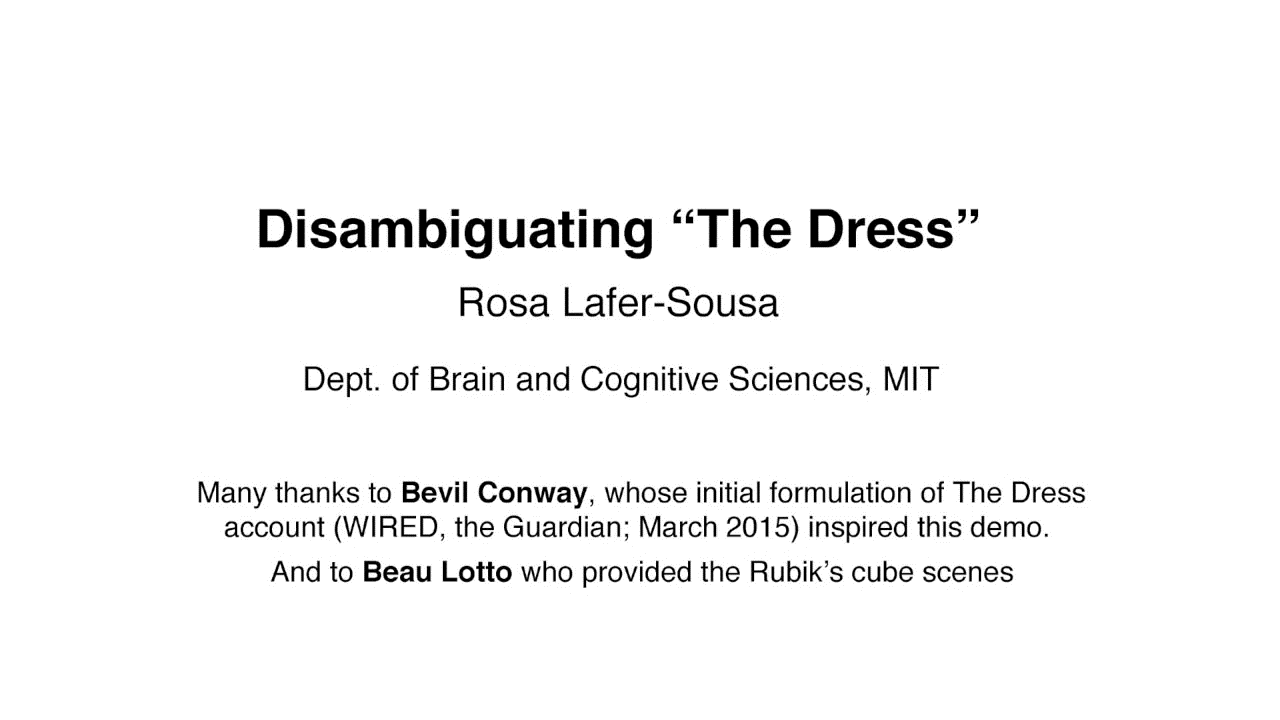 Disambiguating “The Dress”
Rosa Lafer-Sousa
Dept. of Brain and Cognitive Sciences, MIT
Many thanks to Bevil Conway, whose initial formulation of The Dress
account (WIRED, the Guardian; March 2015) inspired this demo.
And to Beau Lotto who provided the Rubik’s cube scenes